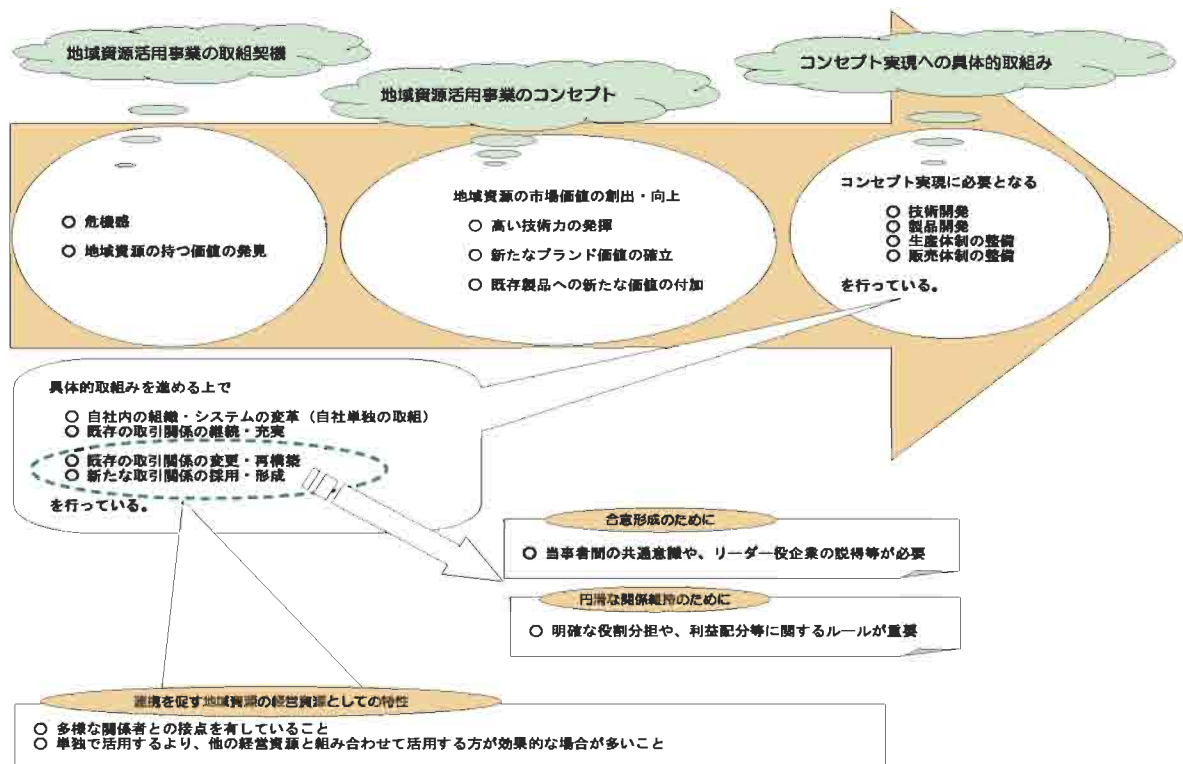 地域資源活用事業の取組契機
地域資源活用事業のコンセプト
コンセプト実現への具体的取組み
○ 危機感
○ 地域資源の持つ価値の発見
地域資源の市場価値の創出・向上
○ 高い技術力の発揮
○ 新たなブランド価値の確立
○ 既存製品への新たな価値の付加
コンセプト実現に必要となる
○ 技術開発
○ 製品開発
○ 生産体制の整備
○ 販売体制の整備
を行っている。
具体的取組みを進める上で
○ 自社内の組織・システムの変革（自社単独の取組）
○ 既存の取引関係の継続・充実
○ 既存の取引関係の変更・再構築
○ 新たな取引関係の採用・形成
を行っている。
合意形成のために
○ 当事者間の共通意識や、リーダー役企業の説得等が必要
円滑な関係維持のために
○ 明確な役割分担や、利益配分等に関するルールが重要
連携を促す地域資源の経営資源としての特性
○ 多様な関係者との接点を有していること
○ 単独で活用するより、他の経営資源と組み合わせて活用する方が効果的な場合が多いこと